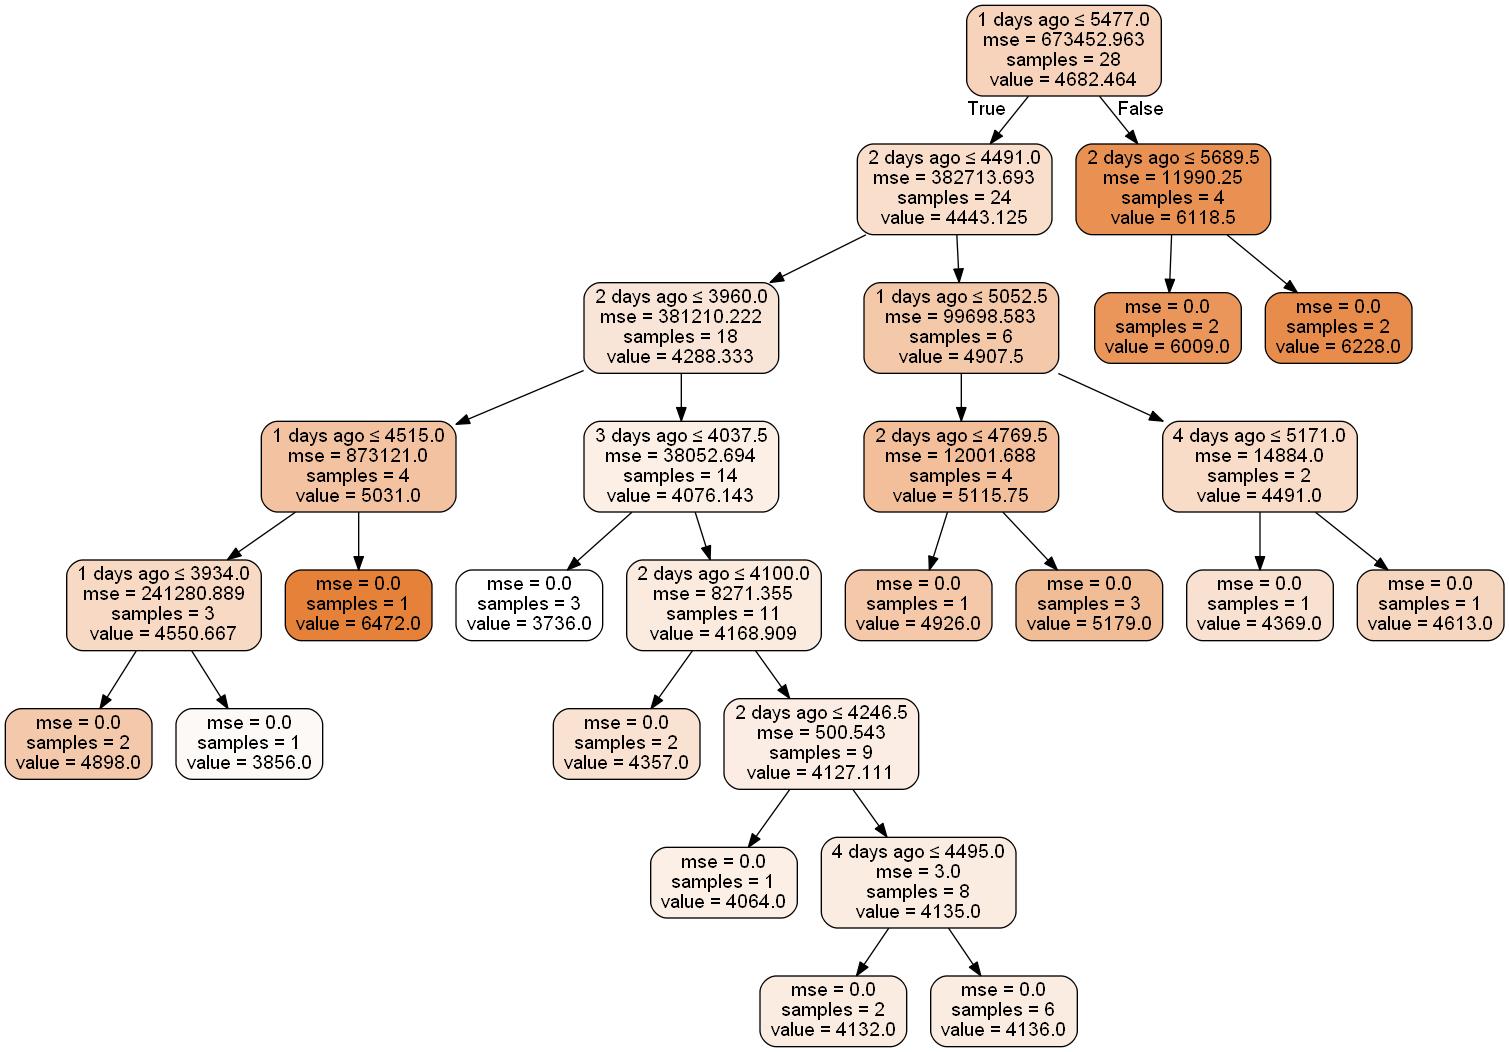 1 days ago ≤ 5477.0
mse = 673452.963
samples = 28
value = 4682.464
True
False
2 days ago ≤ 4491.0
mse = 382713.693
samples = 24
value = 4443.125
2 days ago ≤ 5689.5
mse = 11990.25
samples = 4
value = 6118.5
2 days ago ≤ 3960.0
mse = 381210.222
samples = 18
value = 4288.333
1 days ago ≤ 5052.5
mse = 99698.583
samples = 6
value = 4907.5
mse = 0.0
samples = 2
value = 6009.0
mse = 0.0
samples = 2
value = 6228.0
1 days ago ≤ 4515.0
mse = 873121.0
samples = 4
value = 5031.0
3 days ago ≤ 4037.5
mse = 38052.694
samples = 14
value = 4076.143
2 days ago ≤ 4769.5
mse = 12001.688
samples = 4
value = 5115.75
4 days ago ≤ 5171.0
mse = 14884.0
samples = 2
value = 4491.0
1 days ago ≤ 3934.0
mse = 241280.889
samples = 3
value = 4550.667
mse = 0.0
samples = 1
value = 6472.0
mse = 0.0
samples = 3
value = 3736.0
2 days ago ≤ 4100.0
mse = 8271.355
samples = 11
value = 4168.909
mse = 0.0
samples = 1
value = 4926.0
mse = 0.0
samples = 3
value = 5179.0
mse = 0.0
samples = 1
value = 4369.0
mse = 0.0
samples = 1
value = 4613.0
mse = 0.0
samples = 2
value = 4898.0
mse = 0.0
samples = 1
value = 3856.0
mse = 0.0
samples = 2
value = 4357.0
2 days ago ≤ 4246.5
mse = 500.543
samples = 9
value = 4127.111
mse = 0.0
samples = 1
value = 4064.0
4 days ago ≤ 4495.0
mse = 3.0
samples = 8
value = 4135.0
mse = 0.0
samples = 2
value = 4132.0
mse = 0.0
samples = 6
value = 4136.0